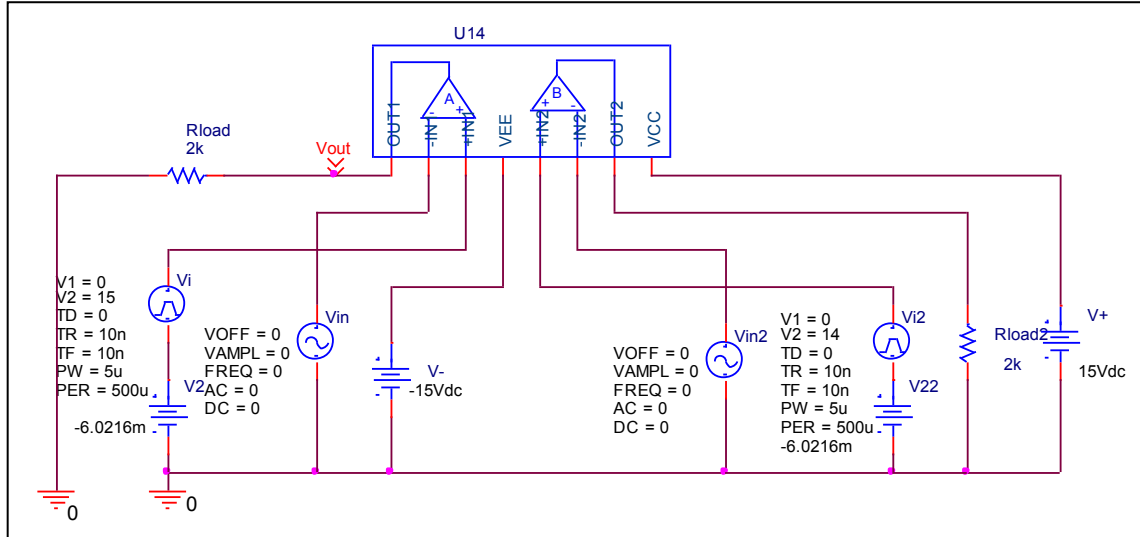 U14
A
B
-
+
+
-
OUT1
-IN1
+IN1
VEE
+IN2
-IN2
OUT2
VCC
Rload
2k
Vout
Vi
V1 = 0
V2 = 15
TD = 0
TR = 10n
TF = 10n
PW = 5u
PER = 500u
V2
-6.0216m
Vin
VOFF = 0
VAMPL = 0
FREQ = 0
AC = 0
DC = 0
V-
-15Vdc
Vin2
VOFF = 0
VAMPL = 0
FREQ = 0
AC = 0
DC = 0
Vi2
V1 = 0
V2 = 14
TD = 0
TR = 10n
TF = 10n
PW = 5u
PER = 500u
V22
-6.0216m
Rload2
2k
V+
15Vdc
0
0